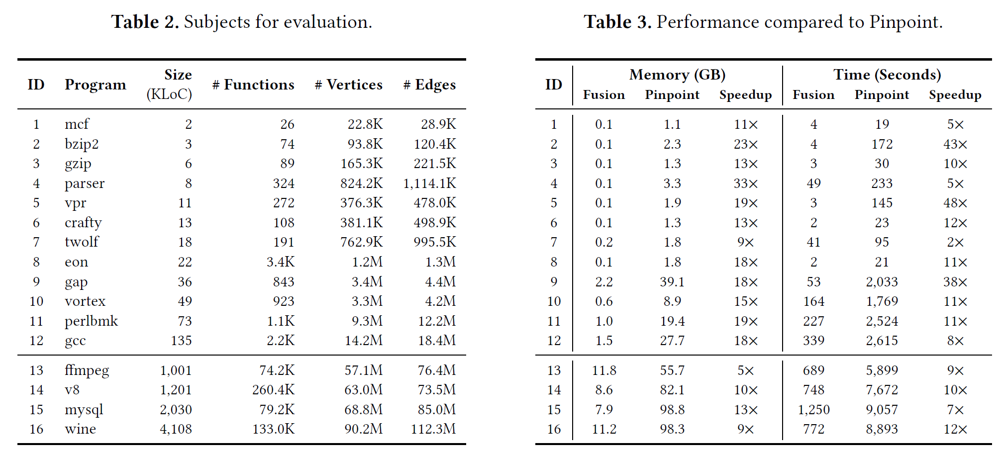 Table 2. Subjects for evaluation.
ID Program Size (KLoC) # Functions # Vertices # Edges
1 mcf 2 26 22.8K 28.9K
2 bzip2 3 74 93.8K 120.4K
3 gzip 6 89 165.3K 221.5K
4 parser 8 324 824.2K 1,114.1K
5 vpr 11 272 376.3K 478.0K
6 crafty 13 108 381.1K 498.9K
7 twolf 18 191 762.9K 995.5K
8 eon 22 3.4K 1.2M 1.3M
9 gap 36 843 3.4M 4.4M
10 vortex 49 923 3.3M 4.2M
11 perlbmk 73 1.1K 9.3M 12.2M
12 gcc 135 2.2K 14.2M 18.4M
13 ffmpeg 1,001 74.2K 57.1M 76.4M
14 v8 1,201 260.4K 63.0M 73.5M
15 mysql 2,030 79.2K 68.8M 85.0M
16 wine 4,108 133.0K 90.2M 112.3M
Table 3. Performance compared to Pinpoint.
ID Memory (GB) Time (Seconds)
Fusion Pinpoint Speedup Fusion Pinpoint Speedup
1 0.1 1.1 11× 4 19 5×
2 0.1 2.3 23× 4 172 43×
3 0.1 1.3 13× 3 30 10×
4 0.1 3.3 33× 49 233 5×
5 0.1 1.9 19× 3 145 48×
6 0.1 1.3 13× 2 23 12×
7 0.2 1.8 9× 41 95 2×
8 0.1 1.8 18× 2 21 11×
9 2.2 39.1 18× 53 2,033 38×
10 0.6 8.9 15× 164 1,769 11×
11 1.0 19.4 19× 227 2,524 11×
12 1.5 27.7 18× 339 2,615 8×
13 11.8 55.7 5× 689 5,899 9×
14 8.6 82.1 10× 748 7,672 10×
15 7.9 98.8 13× 1,250 9,057 7×
16 11.2 98.3 9× 772 8,893 12×